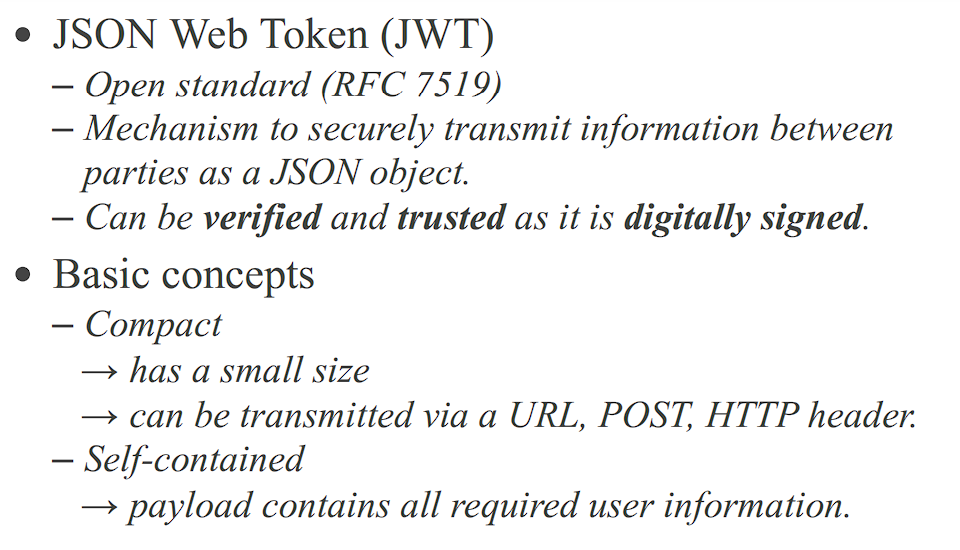 • JSON Web Token (JWT)
– Open standard (RFC 7519)
– Mechanism to securely transmit information between
parties as a JSON object.
– Can be verified and trusted as it is digitally signed.
• Basic concepts
– Compact
→ has a small size
→ can be transmitted via a URL, POST, HTTP header.
– Self-contained
→ payload contains all required user information.